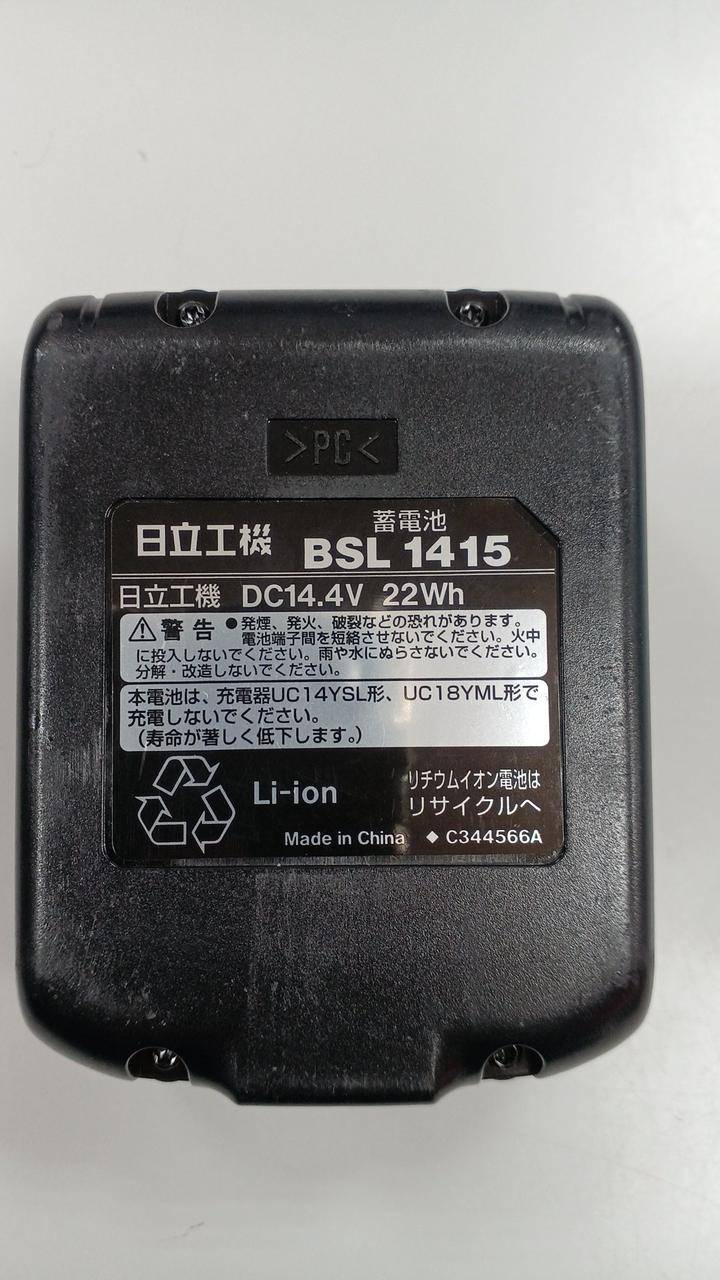 >PC<
日立工機
蓄電池
BSL 1415
日立工機 DC14.4V 22Wh
⚠警告 ●発煙、発火、破裂などの恐れがあります。
電池端子間を短絡させないでください。火中
に投入しないでください。雨や水にぬらさないでください。
分解・改造しないでください。
本電池は、充電器UC14YSL形、UC18YML形で
充電しないでください。
(寿命が著しく低下します。)
Li-ion
リチウムイオン電池は
リサイクルへ
Made in China ◆ C344566A